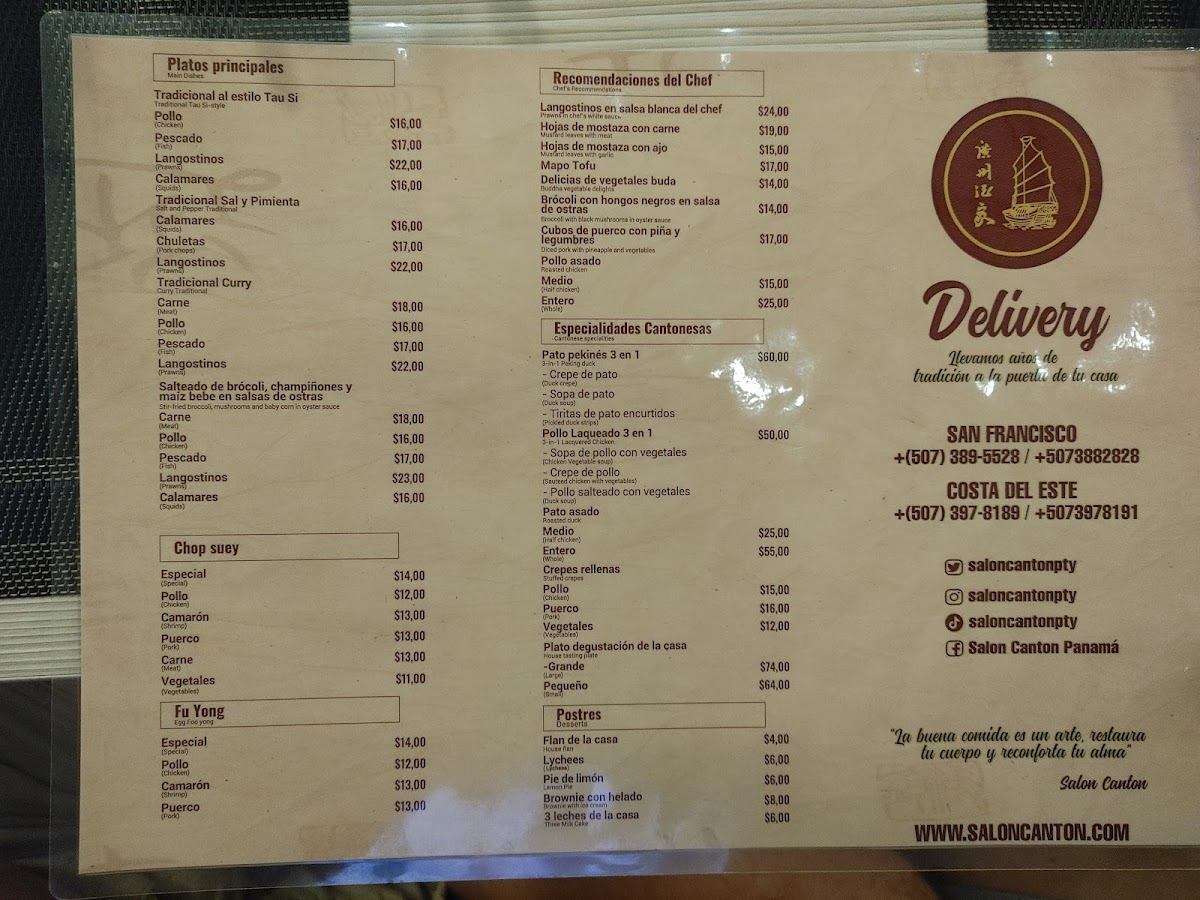 Platos principales
Main Dishes
Tradicional al estilo Tau Si
Traditional Tau Si-style
Pollo $16,00
(Chicken)
Pescado $17,00
(Fish)
Langostinos $22,00
(Prawns)
Calamares $16,00
(Squids)
Tradicional Sal y Pimienta
Salt and Pepper Traditional
Calamares $16,00
(Squids)
Chuletas $17,00
(Pork chops)
Langostinos $22,00
(Prawns)
Tradicional Curry
Curry Traditional
Carne $18,00
(Meat)
Pollo $16,00
(Chicken)
Pescado $17,00
(Fish)
Langostinos $22,00
(Prawns)
Salteado de brócoli, champiñones y
maíz bebe en salsas de ostras
Stir-fried broccoli, mushrooms and baby corn in oyster sauce
Carne $18,00
(Meat)
Pollo $16,00
(Chicken)
Pescado $17,00
(Fish)
Langostinos $23,00
(Prawns)
Calamares $16,00
(Squids)
Chop suey
Especial $14,00
(Special)
Pollo $12,00
(Chicken)
Camarón $13,00
(Shrimp)
Puerco $13,00
(Pork)
Carne $13,00
(Meat)
Vegetales $11,00
(Vegetables)
Fu Yong
Egg Foo yong
Especial $14,00
(Special)
Pollo $12,00
(Chicken)
Camarón $13,00
(Shrimp)
Puerco $13,00
(Pork)
Recomendaciones del Chef
Chef's Recommendations
Langostinos en salsa blanca del chef $24,00
Prawns in chef's white sauce
Hojas de mostaza con carne $19,00
Mustard leaves with meat
Hojas de mostaza con ajo $15,00
Mustard leaves with garlic
Mapo Tofu $17,00
Delicias de vegetales buda $14,00
Buddha vegetable delights
Brócoli con hongos negros en salsa
de ostras $14,00
Broccoli with black mushrooms in oyster sauce
Cubos de puerco con piña y
legumbres $17,00
Diced pork with pineapple and vegetables
Pollo asado
Roasted chicken
Medio $15,00
(Half chicken)
Entero $25,00
(Whole)
Especialidades Cantonesas
-Cantonese specialities
Pato pekinés 3 en 1 $60,00
3-in-1 Peking duck
- Crepe de pato
(Duck crepe)
- Sopa de pato
(Duck soup)
- Tiritas de pato encurtidos
(Pickled duck strips)
Pollo Laqueado 3 en 1 $50,00
3-in-1 Lacquered Chicken
- Sopa de pollo con vegetales
(Chicken Vegetable soup)
- Crepe de pollo
(Sauteed chicken with vegetables)
- Pollo salteado con vegetales
(Duck soup)
Pato asado
Roasted duck
Medio $25,00
(Half chicken)
Entero $55,00
(Whole)
Crepes rellenas
Stuffed crepes
Pollo $15,00
(Chicken)
Puerco $16,00
(Pork)
Vegetales $12,00
(Vegetables)
Plato degustación de la casa
House tasting plate
-Grande $74,00
(Large)
Pequeño $64,00
(Small)
Postres
Desserts
Flan de la casa $4,00
House flan
Lychees $6,00
(Lychees)
Pie de limón $6,00
Lemon Pie
Brownie con helado $8,00
Brownie with ice cream
3 leches de la casa $6,00
Three Milk Cake
Delivery
Llevamos años de
tradición a la puerta de tu casa
SAN FRANCISCO
+(507) 389-5528 / +5073882828
COSTA DEL ESTE
+(507) 397-8189 / +5073978191
saloncantonpty
saloncantonpty
saloncantonpty
Salon Canton Panamá
"La buena comida es un arte, restaura
tu cuerpo y reconforta tu alma"
Salon Canton
WWW.SALONCANTON.COM